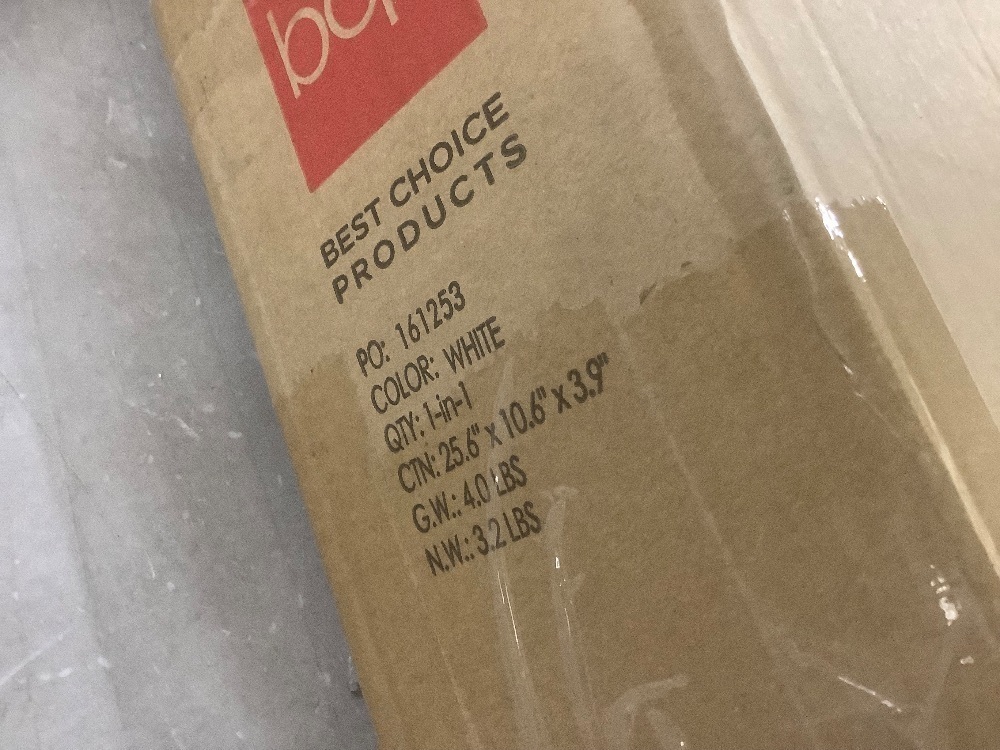 bcp
BEST CHOICE
PRODUCTS
PO: 161253
COLOR: WHITE
QTY: 1-in-1
CTN: 25.6" x 10.6" x 3.9"
G.W.: 4.0 LBS
N.W.: 3.2 LBS